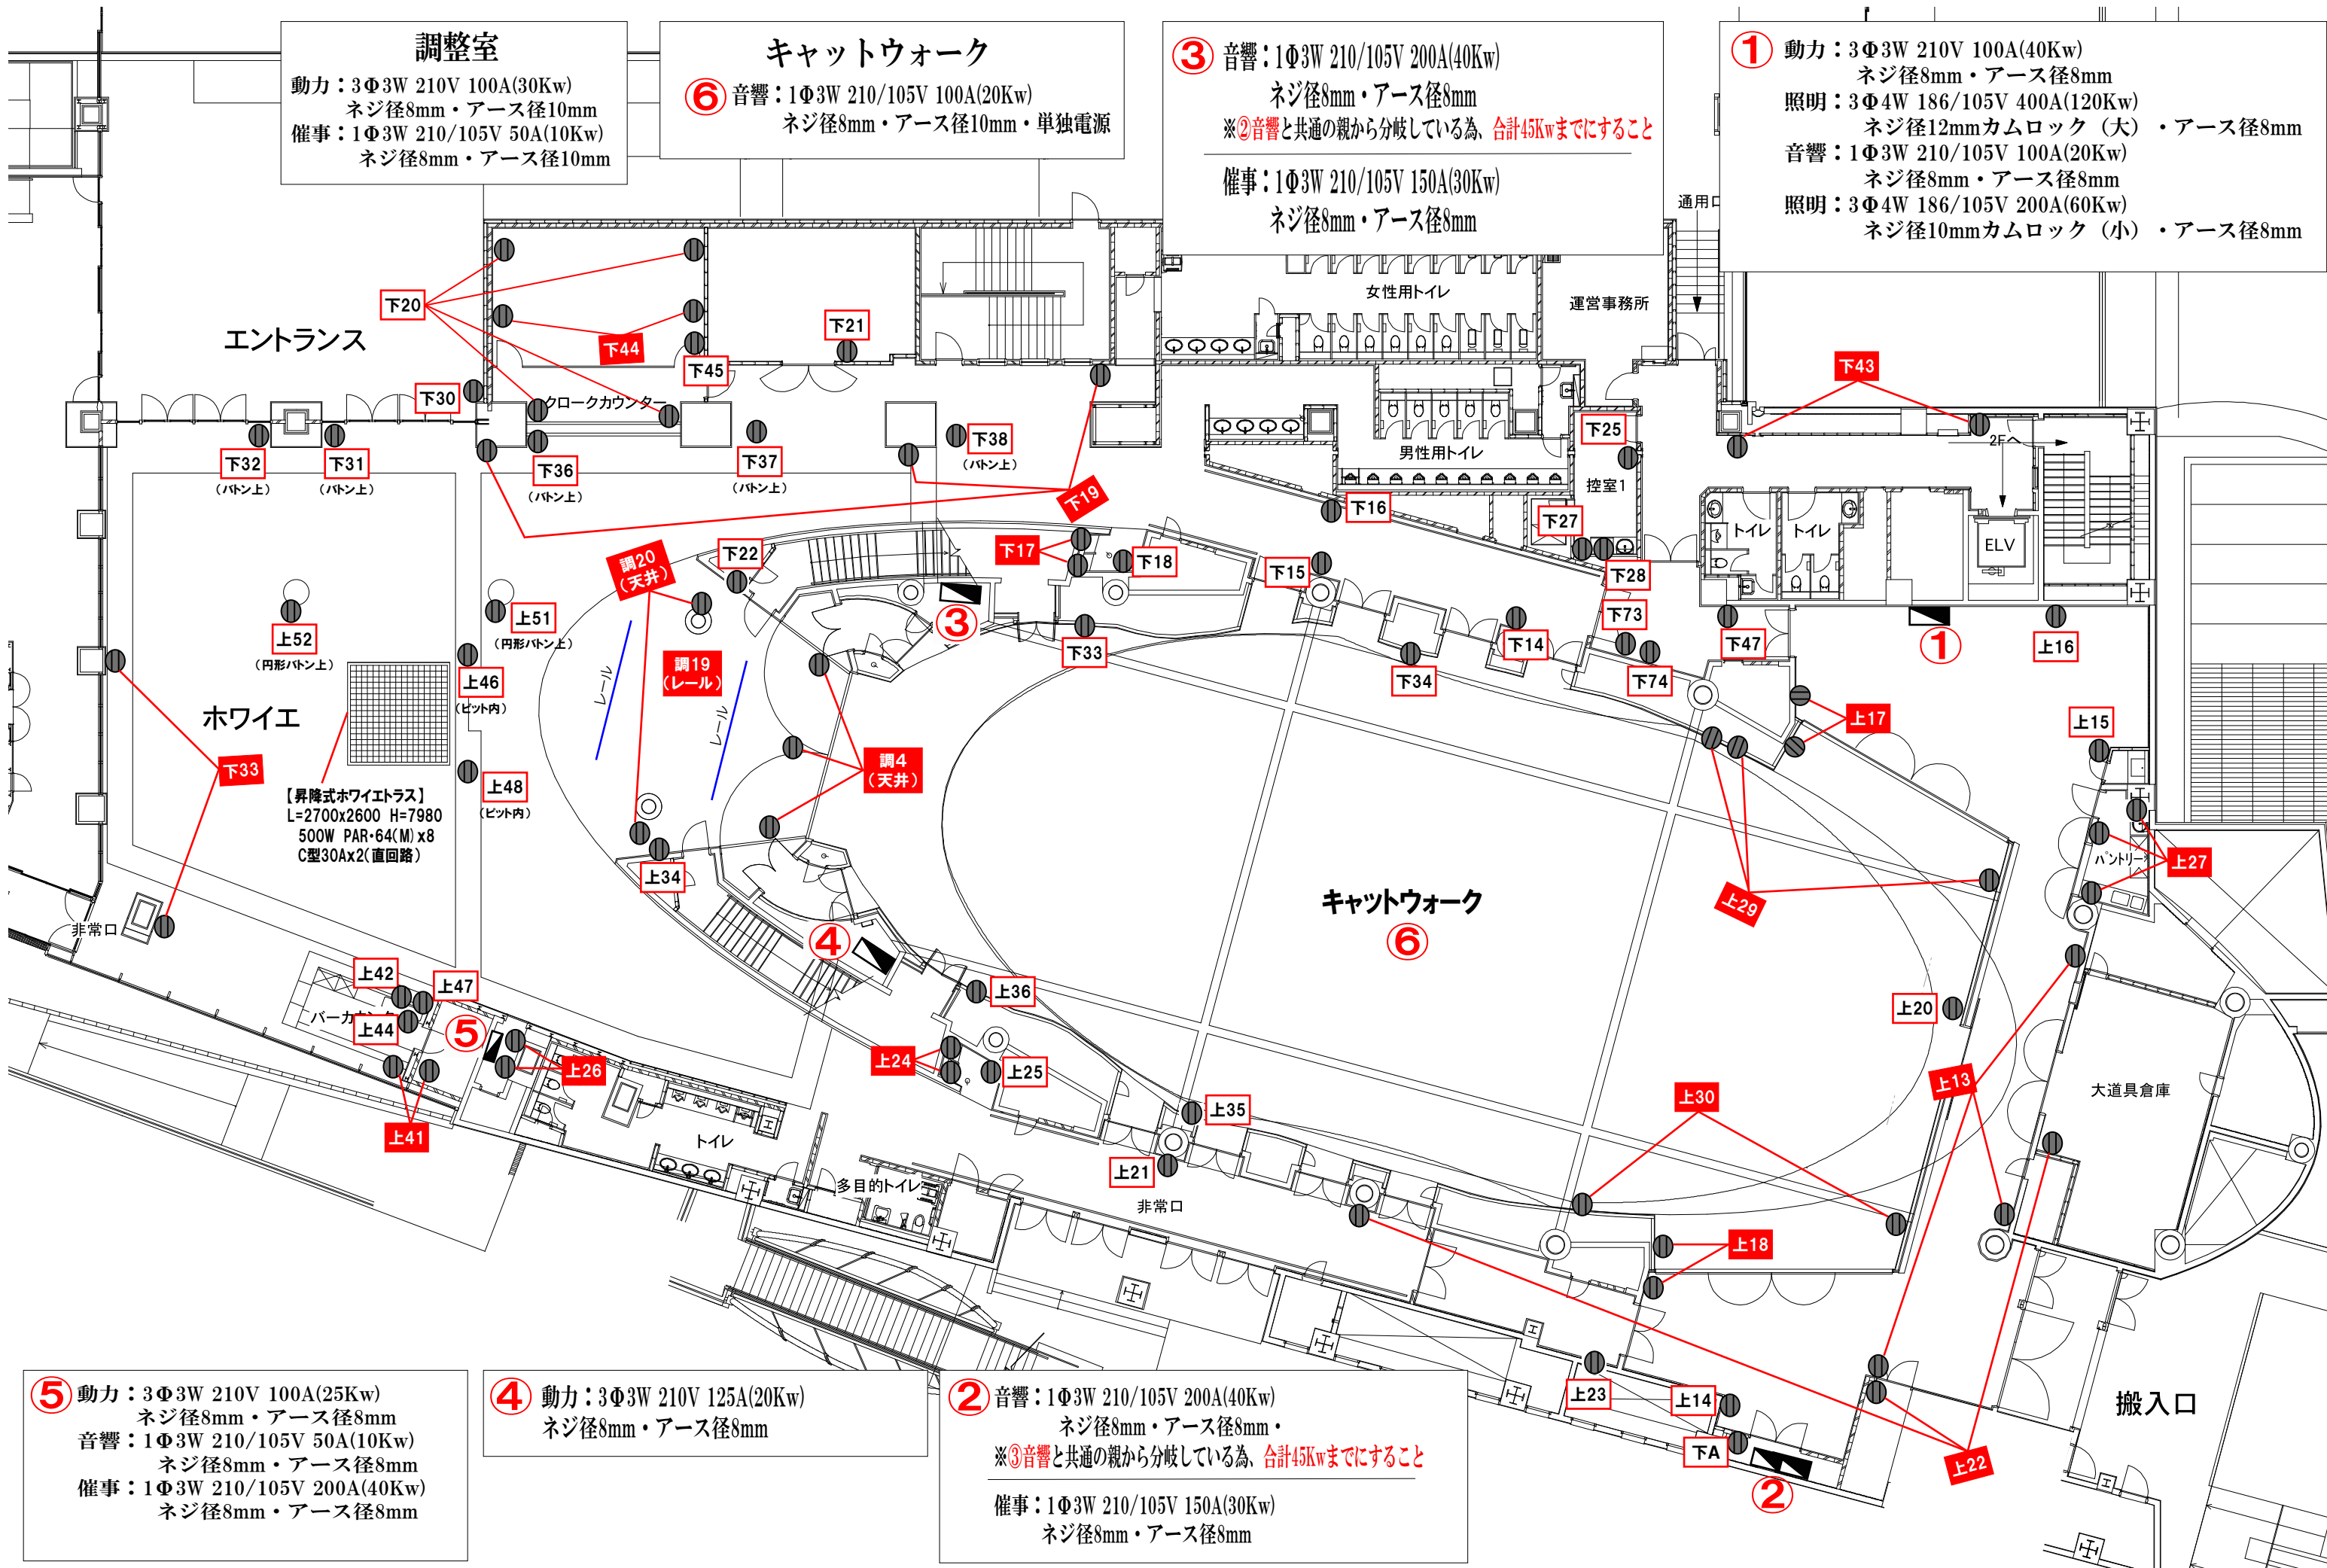 調整室
動力：3Φ3W 210V 100A(30Kw)
ネジ径8mm・アース径10mm
催事：1Φ3W 210/105V 50A(10Kw)
ネジ径8mm・アース径10mm
キャットウォーク
⑥ 音響：1Φ3W 210/105V 100A(20Kw)
ネジ径8mm・アース径10mm・単独電源
③ 音響：1Φ3W 210/105V 200A(40Kw)
ネジ径8mm・アース径8mm
※②音響と共通の親から分岐している為、合計45Kwまでにすること
催事：1Φ3W 210/105V 150A(30Kw)
ネジ径8mm・アース径8mm
① 動力：3Φ3W 210V 100A(40Kw)
ネジ径8mm・アース径8mm
照明：3Φ4W 186/105V 400A(120Kw)
ネジ径12mmカムロック（大）・アース径8mm
音響：1Φ3W 210/105V 100A(20Kw)
ネジ径8mm・アース径8mm
照明：3Φ4W 186/105V 200A(60Kw)
ネジ径10mmカムロック（小）・アース径8mm
通用口
女性用トイレ
運営事務所
下20
エントランス
下21
下44
下45
下43
下30
クロークカウンター
下25
2Fへ
下32
(バトン上)
下31
(バトン上)
下36
(バトン上)
下37
(バトン上)
下38
(バトン上)
男性用トイレ
控室1
下19
下16
下27
トイレ
トイレ
ELV
下17
下18
下22
調20
(天井)
下15
下28
下73
上52
(円形バトン上)
上51
(円形バトン上)
③
下33
下14
下47
①
上16
調19
(レール)
レール
レール
上46
(ピット内)
下34
下74
ホワイエ
上17
上15
下33
調4
(天井)
上48
(ピット内)
【昇降式ホワイエトラス】
L=2700x2600 H=7980
500W PAR・64(M)x8
C型30Ax2(直回路)
パントリー
上27
上34
キャットウォーク
⑥
上29
非常口
④
上42
上47
上36
バーカウンター
上44
⑤
上20
上26
上24
上25
上13
大道具倉庫
上41
上35
上30
トイレ
上21
多目的トイレ
非常口
上18
上23
上14
搬入口
下A
上22
②
⑤ 動力：3Φ3W 210V 100A(25Kw)
ネジ径8mm・アース径8mm
音響：1Φ3W 210/105V 50A(10Kw)
ネジ径8mm・アース径8mm
催事：1Φ3W 210/105V 200A(40Kw)
ネジ径8mm・アース径8mm
④ 動力：3Φ3W 210V 125A(20Kw)
ネジ径8mm・アース径8mm
② 音響：1Φ3W 210/105V 200A(40Kw)
ネジ径8mm・アース径8mm・
※③音響と共通の親から分岐している為、合計45Kwまでにすること
催事：1Φ3W 210/105V 150A(30Kw)
ネジ径8mm・アース径8mm